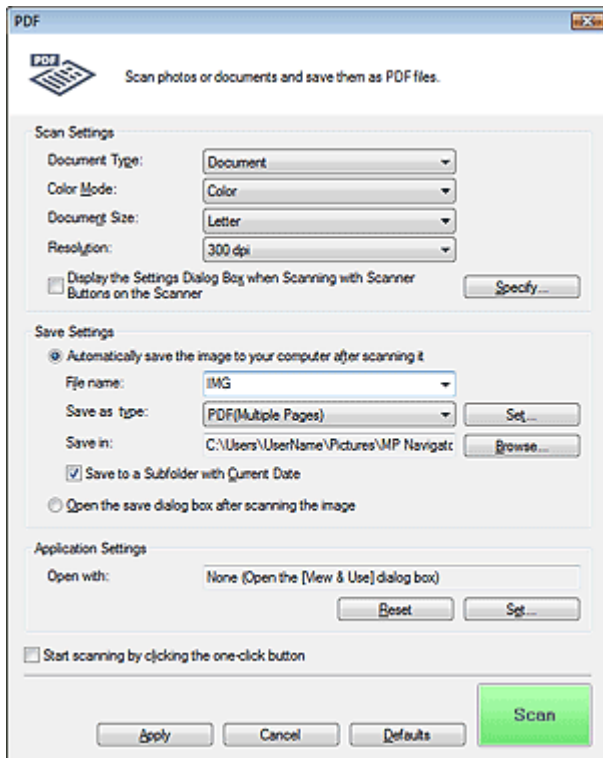 PDF
PDF
Scan photos or documents and save them as PDF files.
Scan Settings
Document Type: Document
Color Mode: Color
Document Size: Letter
Resolution: 300 dpi
Display the Settings Dialog Box when Scanning with Scanner
Buttons on the Scanner
Specify...
Save Settings
Automatically save the image to your computer after scanning it
File name: IMG
Save as type: PDF(Multiple Pages) Set...
Save in: C:\Users\UserName\Pictures\MP Navigato Browse...
Save to a Subfolder with Current Date
Open the save dialog box after scanning the image
Application Settings
Open with: None (Open the [View & Use] dialog box)
Reset Set...
Start scanning by clicking the one-click button
Scan
Apply Cancel Defaults